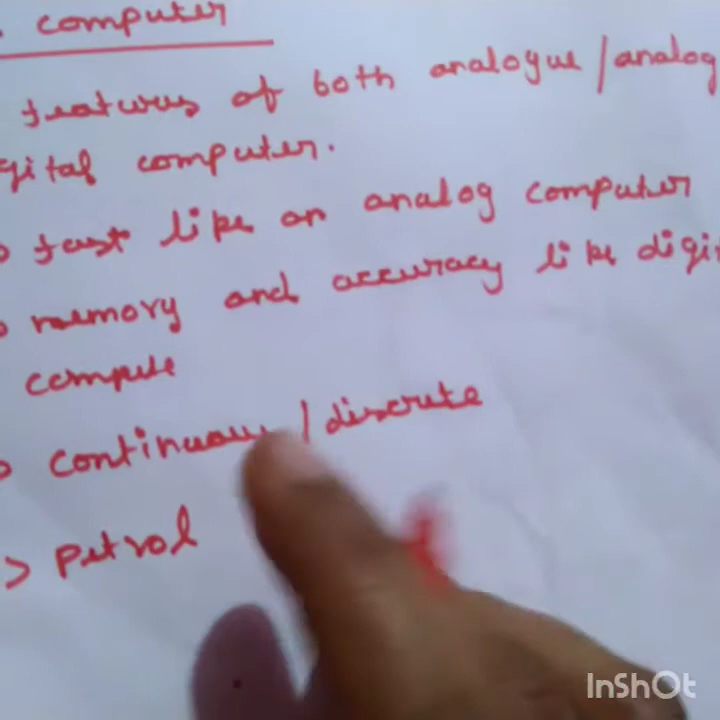 . computer
features of both analogue/analog
gital computer.
fast like an analog computer
memory and accuracy like digi
compute
continuous/discrete
> Petrol
InShOt